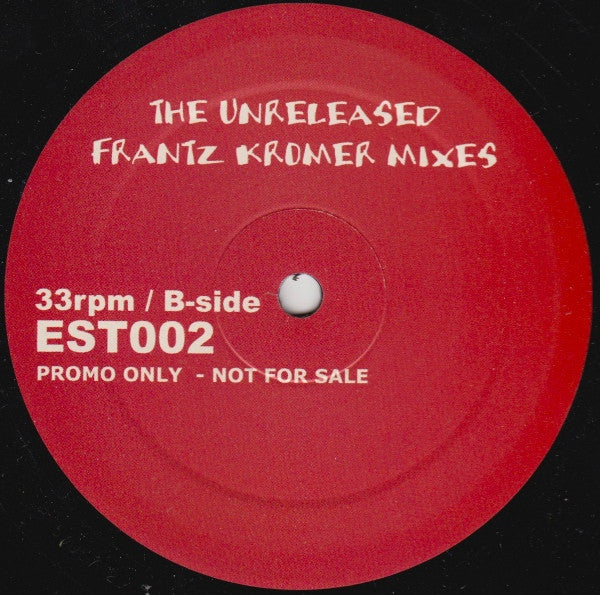 THE UNRELEASED
FRANTZ KROMER MIXES
33rpm / B-side
EST002
PROMO ONLY - NOT FOR SALE